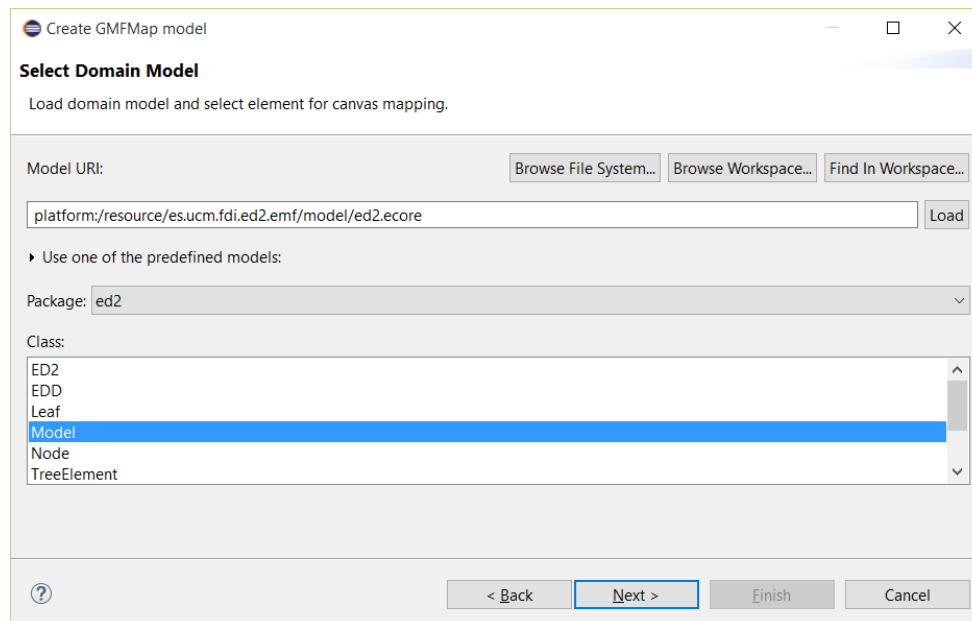 Create GMFMap model
Select Domain Model
Load domain model and select element for canvas mapping.
Model URI: Browse File System... Browse Workspace... Find In Workspace...
platform:/resource/es.ucm.fdi.ed2.emf/model/ed2.ecore Load
Use one of the predefined models:
Package: ed2
Class:
ED2
EDD
Leaf
Model
Node
TreeElement
? < Back Next > Finish Cancel